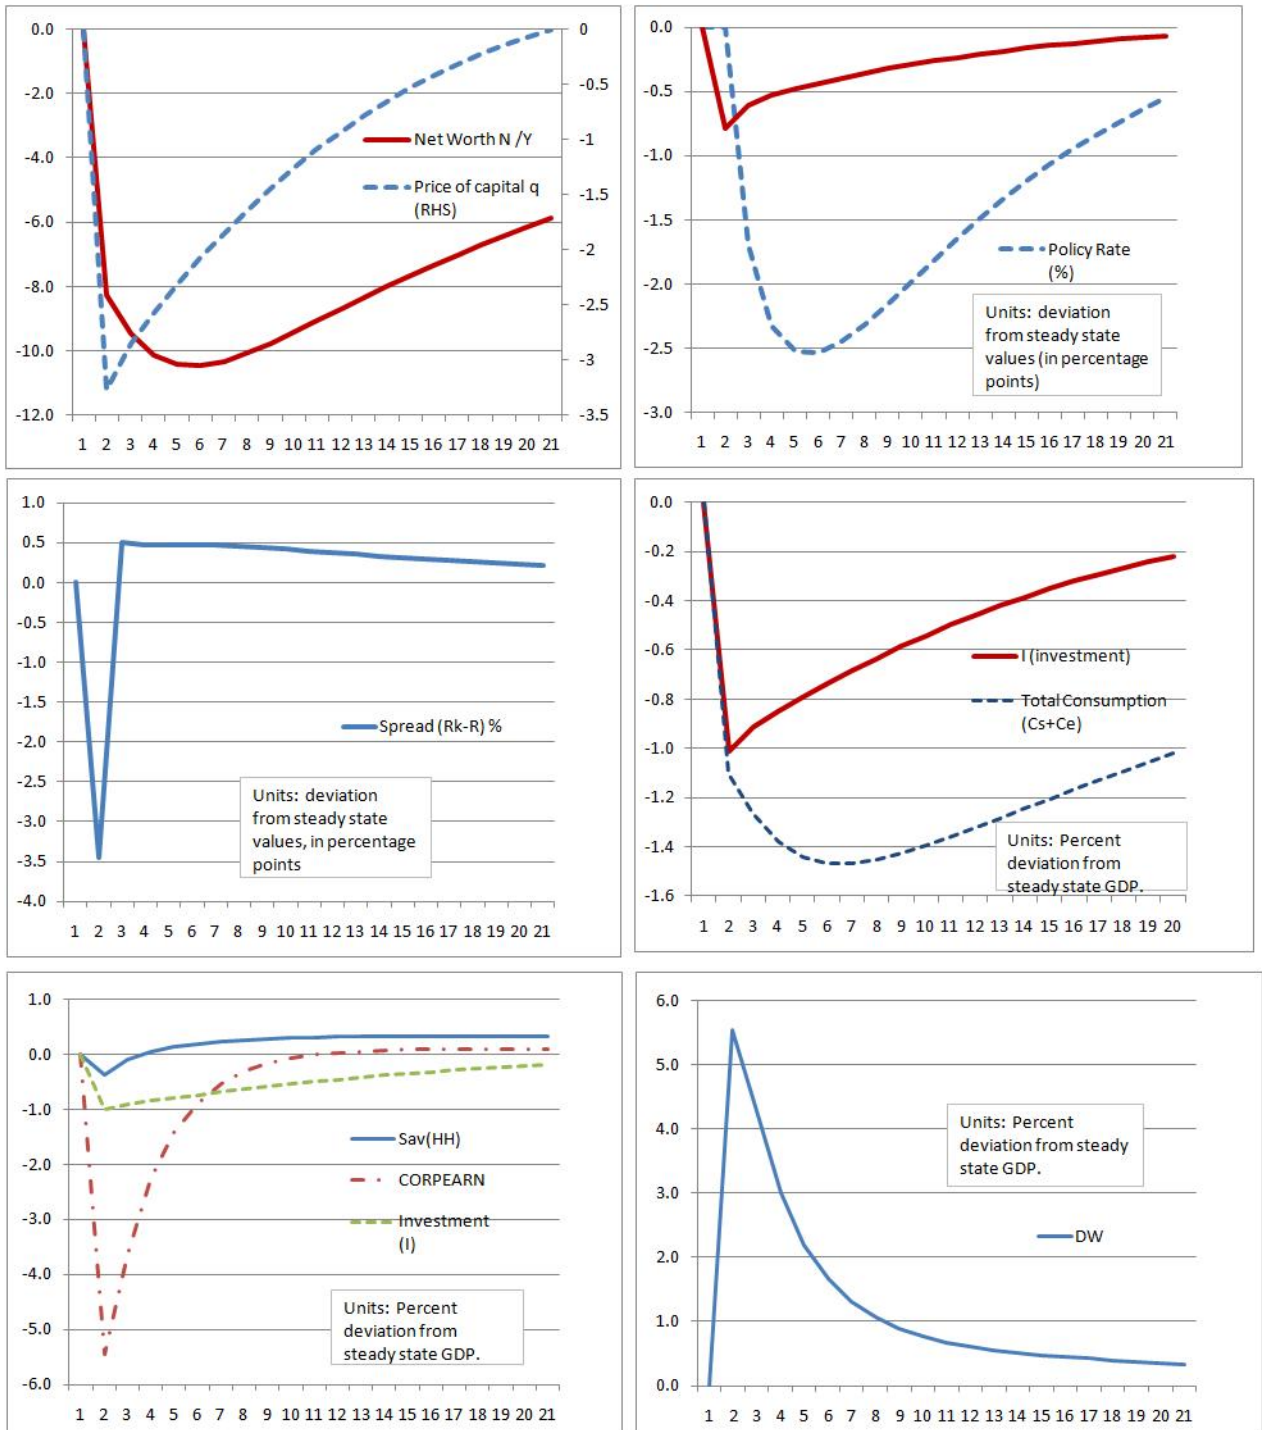 0.0
-2.0
-4.0
-6.0
-8.0
-10.0
-12.0
0
-0.5
-1
-1.5
-2
-2.5
-3
-3.5
Net Worth N /Y
Price of capital q
(RHS)
1 2 3 4 5 6 7 8 9 10 11 12 13 14 15 16 17 18 19 20 21
0.0
-0.5
-1.0
-1.5
-2.0
-2.5
-3.0
Policy Rate
(%)
Units: deviation
from steady state
values (in percentage
points)
1 2 3 4 5 6 7 8 9 10 11 12 13 14 15 16 17 18 19 20 21
1.0
0.5
0.0
-0.5
-1.0
-1.5
-2.0
-2.5
-3.0
-3.5
-4.0
Spread (Rk-R) %
Units: deviation
from steady state
values, in percentage
points
1 2 3 4 5 6 7 8 9 10 11 12 13 14 15 16 17 18 19 20 21
0.0
-0.2
-0.4
-0.6
-0.8
-1.0
-1.2
-1.4
-1.6
I (investment)
Total Consumption
(Cs+Ce)
Units: Percent
deviation from
steady state GDP.
1 2 3 4 5 6 7 8 9 10 11 12 13 14 15 16 17 18 19 20
1.0
0.0
-1.0
-2.0
-3.0
-4.0
-5.0
-6.0
Sav(HH)
CORPEARN
Investment
(I)
Units: Percent
deviation from
steady state GDP.
1 2 3 4 5 6 7 8 9 10 11 12 13 14 15 16 17 18 19 20 21
6.0
5.0
4.0
3.0
2.0
1.0
0.0
Units: Percent
deviation from steady
state GDP.
DW
1 2 3 4 5 6 7 8 9 10 11 12 13 14 15 16 17 18 19 20 21